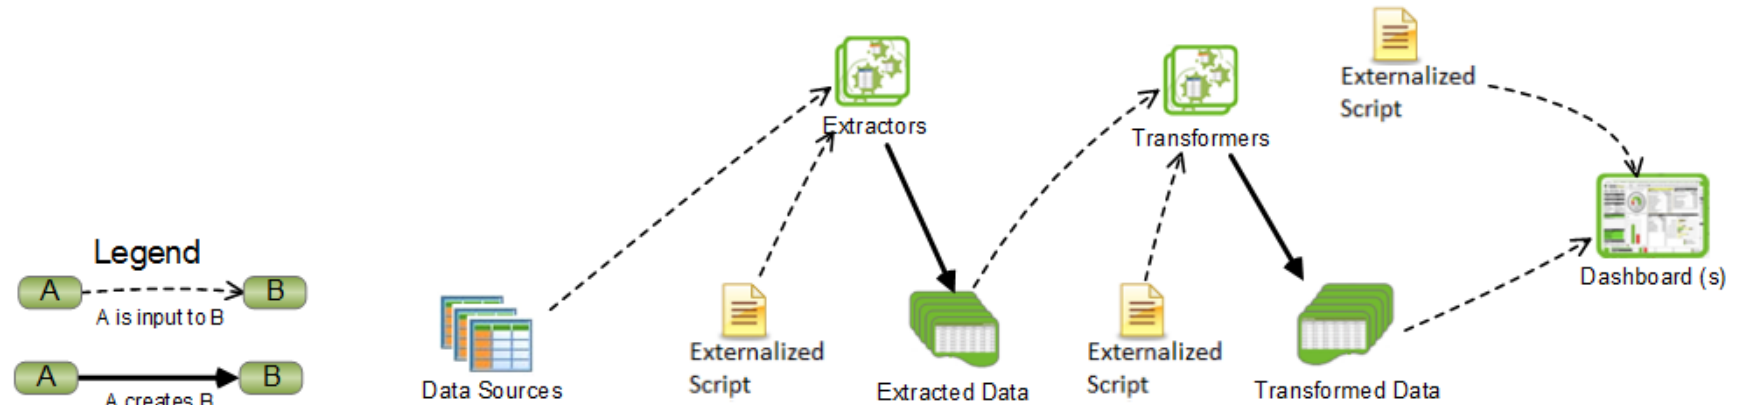 Externalized
Script
Extractors
Transformers
Dashboard (s)
Legend
A
B
A is input to B
A
B
A creates B
Data Sources
Externalized
Script
Extracted Data
Externalized
Script
Transformed Data